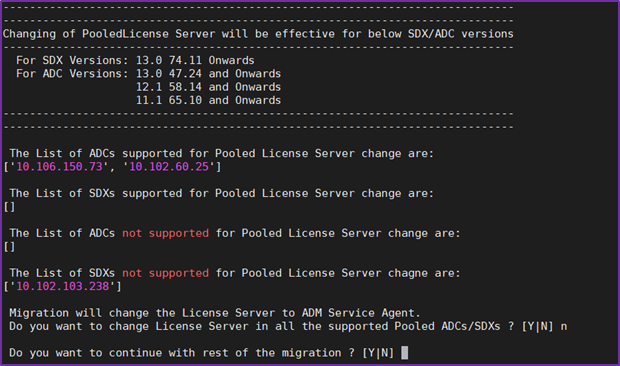 --------------------------------------------------------------------------------
--------------------------------------------------------------------------------
Changing of PooledLicense Server will be effective for below SDX/ADC versions
--------------------------------------------------------------------------------
For SDX Versions: 13.0 74.11 Onwards
For ADC Versions: 13.0 47.24 and Onwards
12.1 58.14 and Onwards
11.1 65.10 and Onwards
--------------------------------------------------------------------------------
--------------------------------------------------------------------------------
The List of ADCs supported for Pooled License Server change are:
['10.106.150.73', '10.102.60.25']
The List of SDXs supported for Pooled License Server change are:
[]
The List of ADCs not supported for Pooled License Server change are:
[]
The List of SDXs not supported for Pooled License Server chagne are:
['10.102.103.238']
Migration will change the License Server to ADM Service Agent.
Do you want to change License Server in all the supported Pooled ADCs/SDXs ? [Y|N] n
Do you want to continue with rest of the migration ? [Y|N]